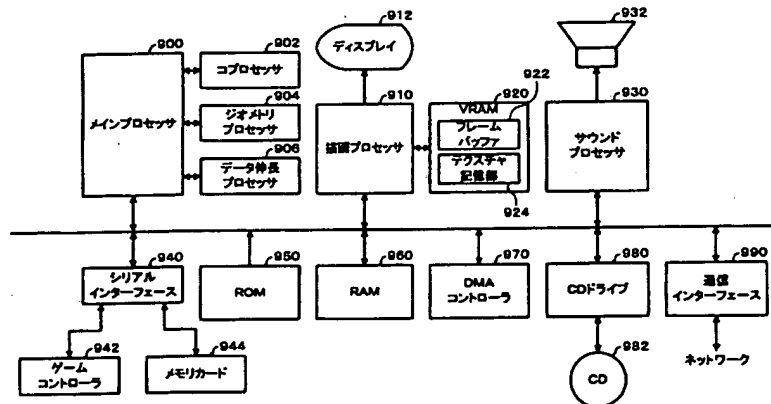 900
メインプロセッサ
902
コプロセッサ
904
ジオメトリ
プロセッサ
906
データ伸長
プロセッサ
912
ディスプレイ
910
描画プロセッサ
920
922
VRAM
フレーム
バッファ
テクスチャ
記憶部
924
932
930
サウンド
プロセッサ
940
シリアル
インターフェース
950
ROM
960
RAM
970
DMA
コントローラ
980
CDドライブ
990
通信
インターフェース
942
ゲーム
コントローラ
944
メモリカード
982
CD
ネットワーク